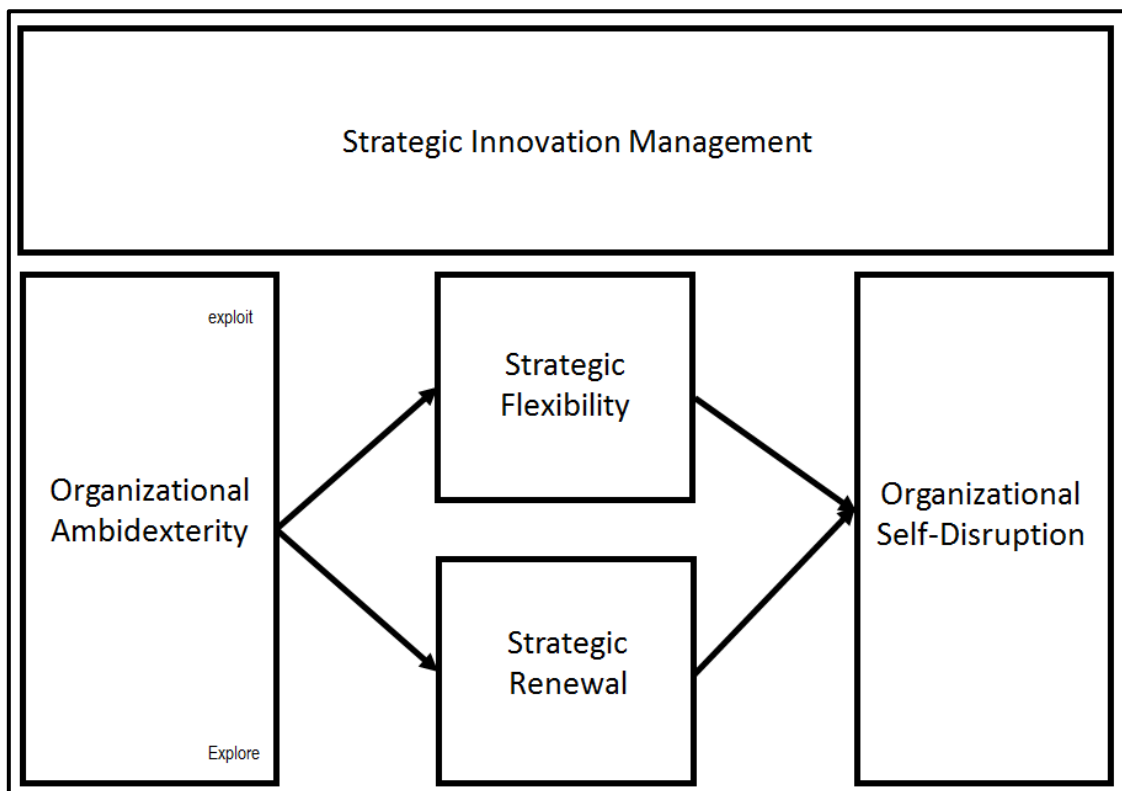 Strategic Innovation Management
exploit
Organizational
Ambidexterity
Explore
Strategic
Flexibility
Strategic
Renewal
Organizational
Self-Disruption